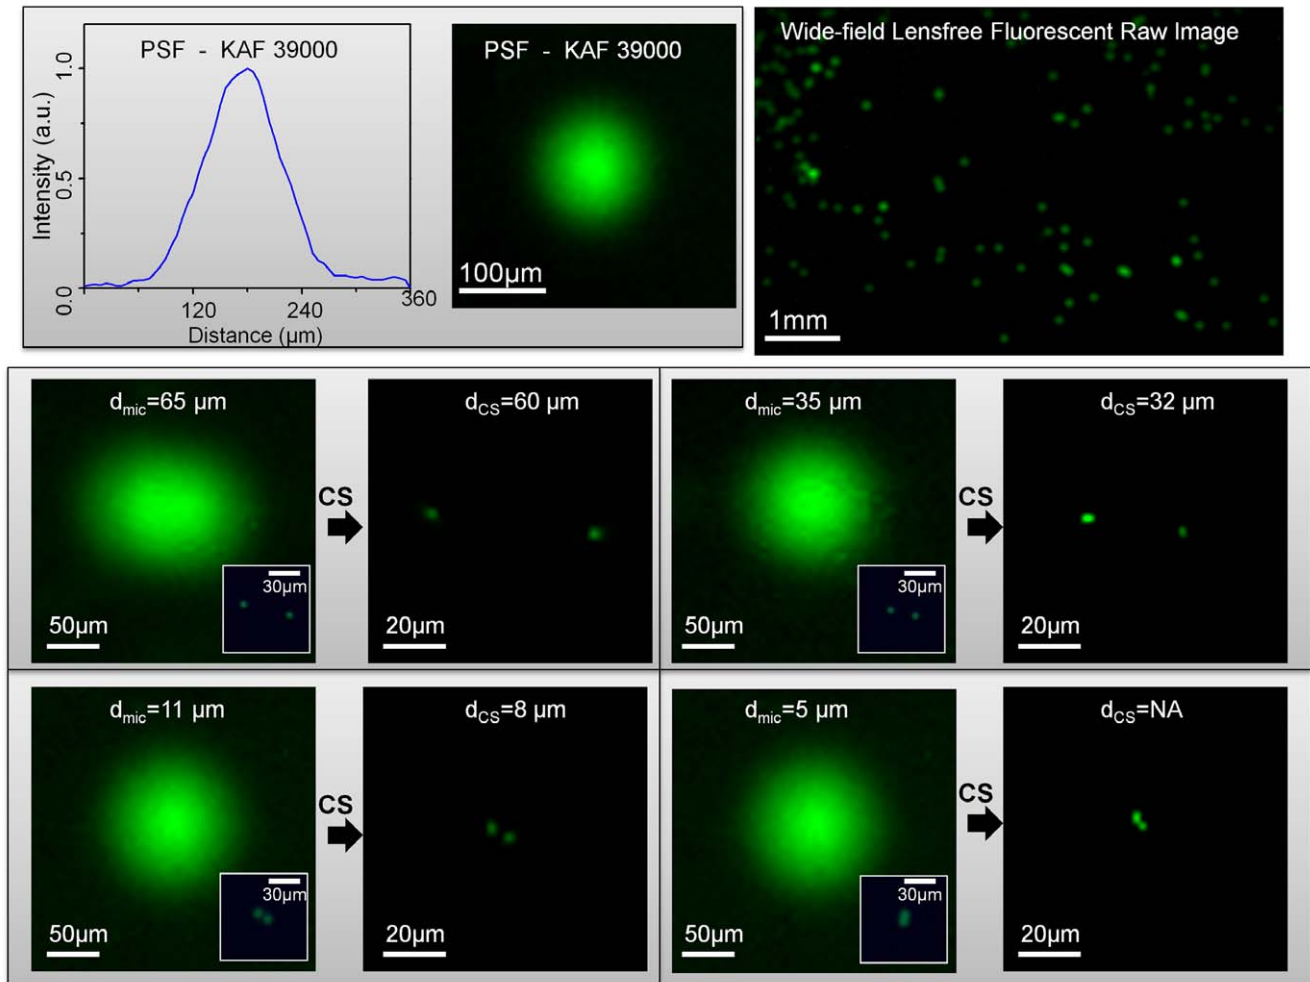 PSF - KAF 39000
1.0
0.5
0.0
Intensity (a.u.)
120
240
360
Distance (µm)
PSF - KAF 39000
100µm
Wide-field Lensfree Fluorescent Raw Image
1mm
dmic=65 µm
30µm
50µm
CS
dCS=60 µm
20µm
dmic=35 µm
30µm
50µm
CS
dCS=32 µm
20µm
dmic=11 µm
30µm
50µm
CS
dCS=8 µm
20µm
dmic=5 µm
30µm
50µm
CS
dCS=NA
20µm